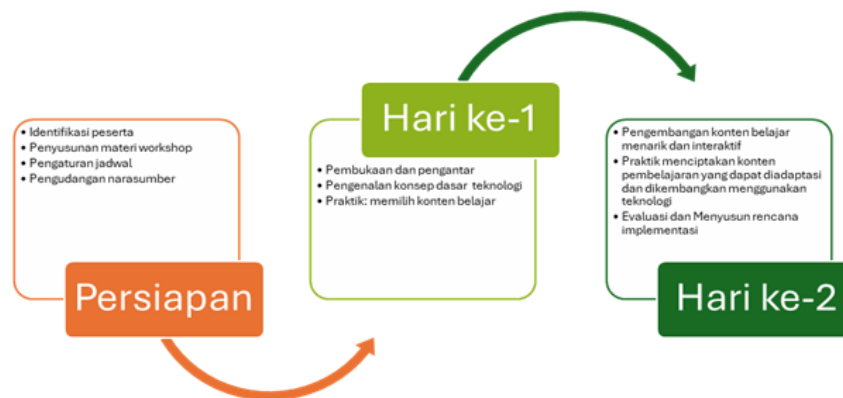 • Identifikasi peserta
• Penyusunan materi workshop
• Pengaturan jadwal
• Pengudangan narasumber
Persiapan
Hari ke-1
• Pembukaan dan pengantar
• Pengenalan konsep dasar teknologi
• Praktik: memilih konten belajar
• Pengembangan konten belajar
menarik dan interaktif
• Praktik menciptakan konten
pembelajaran yang dapat diadaptasi
dan dikembangkan menggunakan
teknologi
• Evaluasi dan Menyusun rencana
implementasi
Hari ke-2